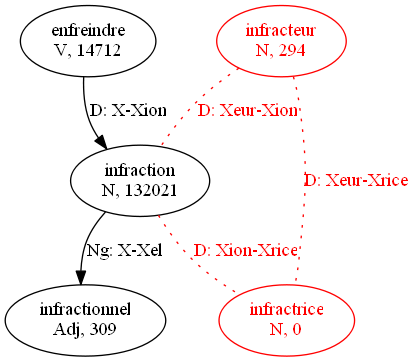 enfreindre
V, 14712
infracteur
N, 294
D: X-Xion
D: Xeur-Xion
infraction
N, 132021
D: Xeur-Xrice
Ng: X-Xel
D: Xion-Xrice
infractionnel
Adj, 309
infractrice
N, 0